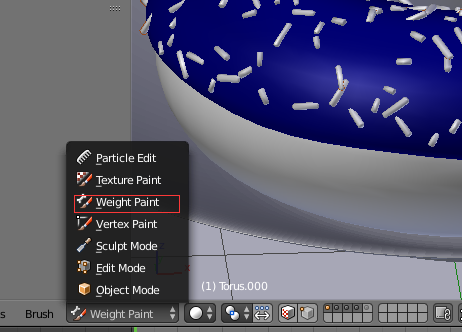 Particle Edit
Texture Paint
Weight Paint
Vertex Paint
Sculpt Mode
Edit Mode
Object Mode
(1) Torus.000
s Brush Weight Paint